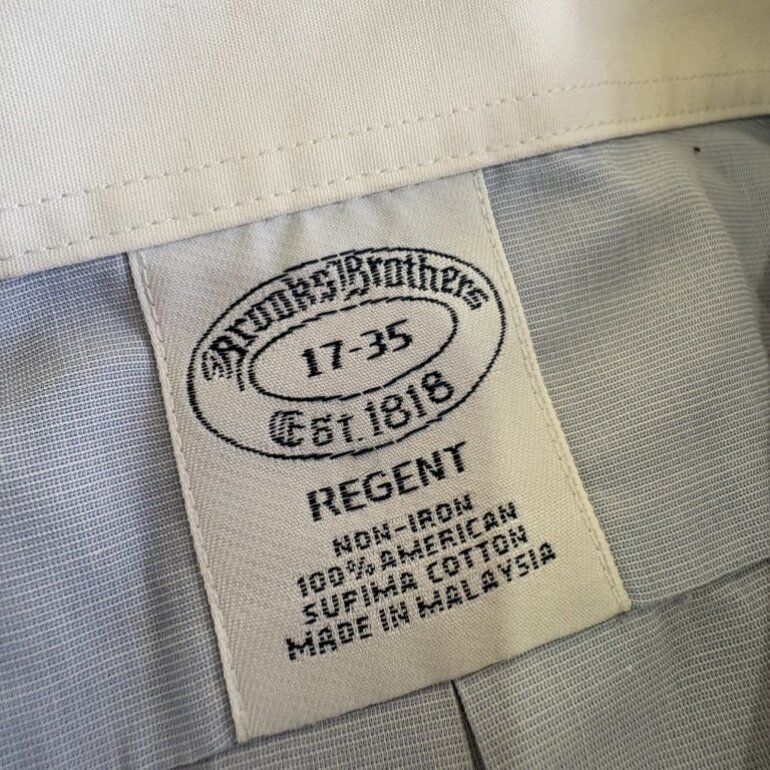 Brooks Brothers
17-35
Est. 1818
REGENT
NON-IRON
100% AMERICAN
SUPIMA COTTON
MADE IN MALAYSIA